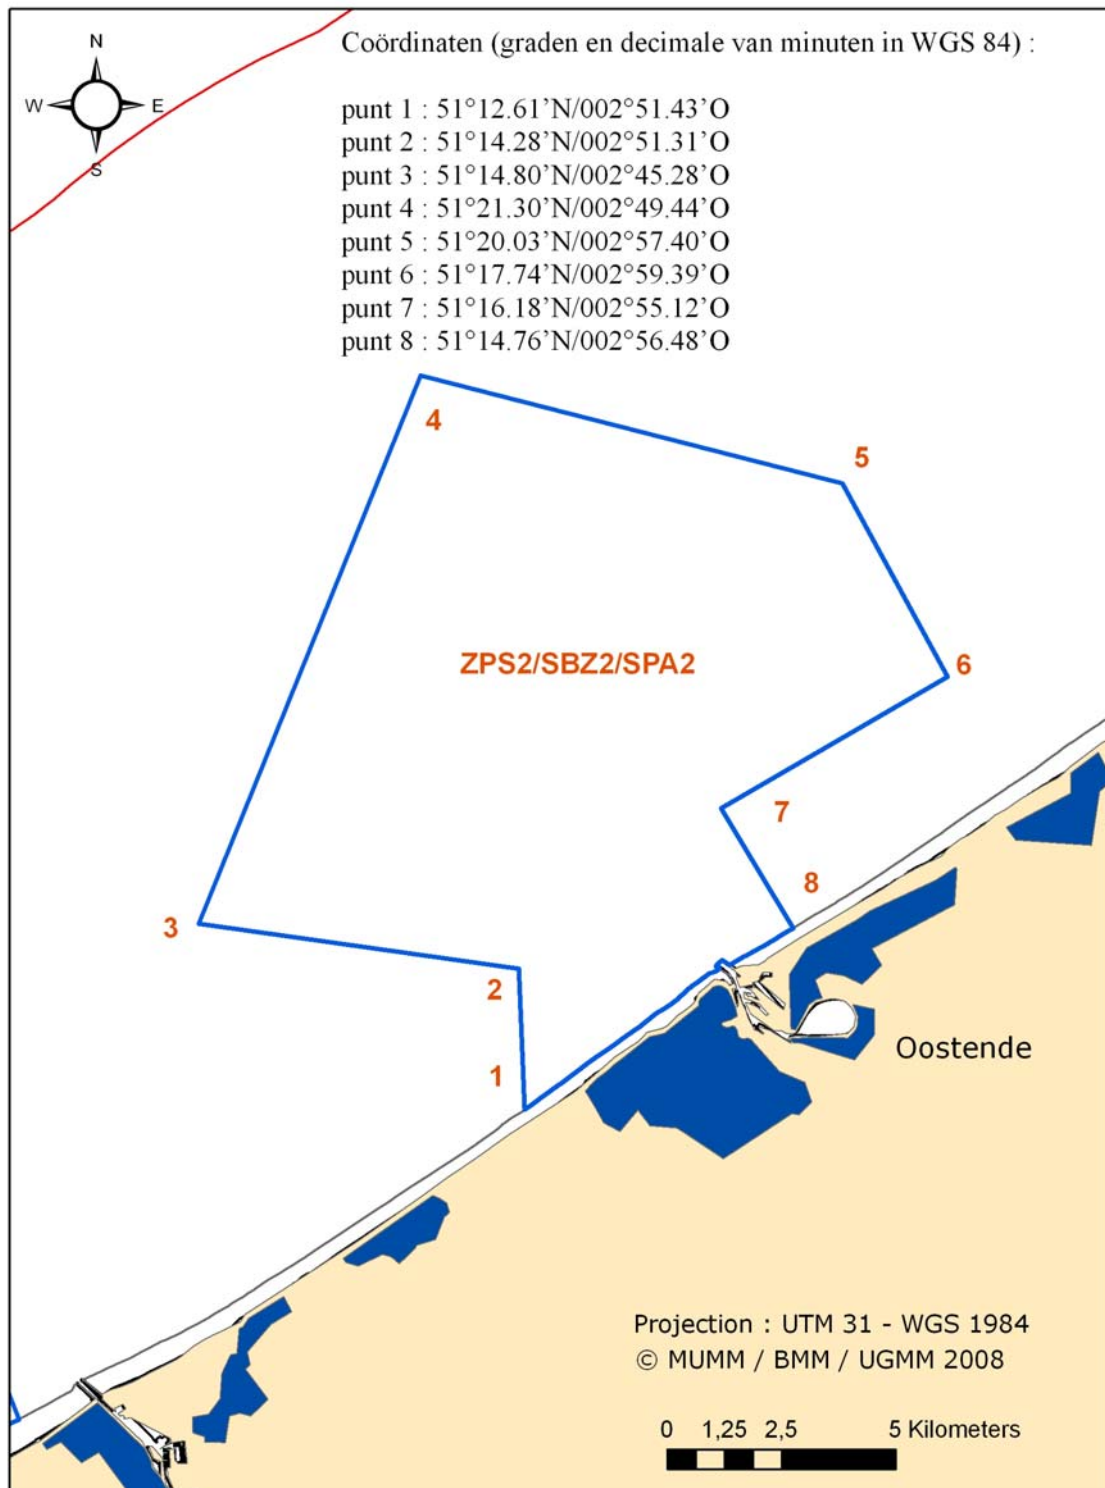 N
W E
S
Coördinaten (graden en decimale van minuten in WGS 84) :
punt 1 : 51°12.61’N/002°51.43’O
punt 2 : 51°14.28’N/002°51.31’O
punt 3 : 51°14.80’N/002°45.28’O
punt 4 : 51°21.30’N/002°49.44’O
punt 5 : 51°20.03’N/002°57.40’O
punt 6 : 51°17.74’N/002°59.39’O
punt 7 : 51°16.18’N/002°55.12’O
punt 8 : 51°14.76’N/002°56.48’O
4
5
ZPS2/SBZ2/SPA2
6
7
8
3
2
1
Oostende
Projection : UTM 31 - WGS 1984
© MUMM / BMM / UGMM 2008
0 1,25 2,5 5 Kilometers